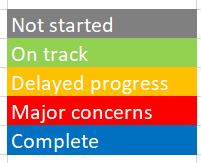 Not started
On track
Delayed progress
Major concerns
Complete